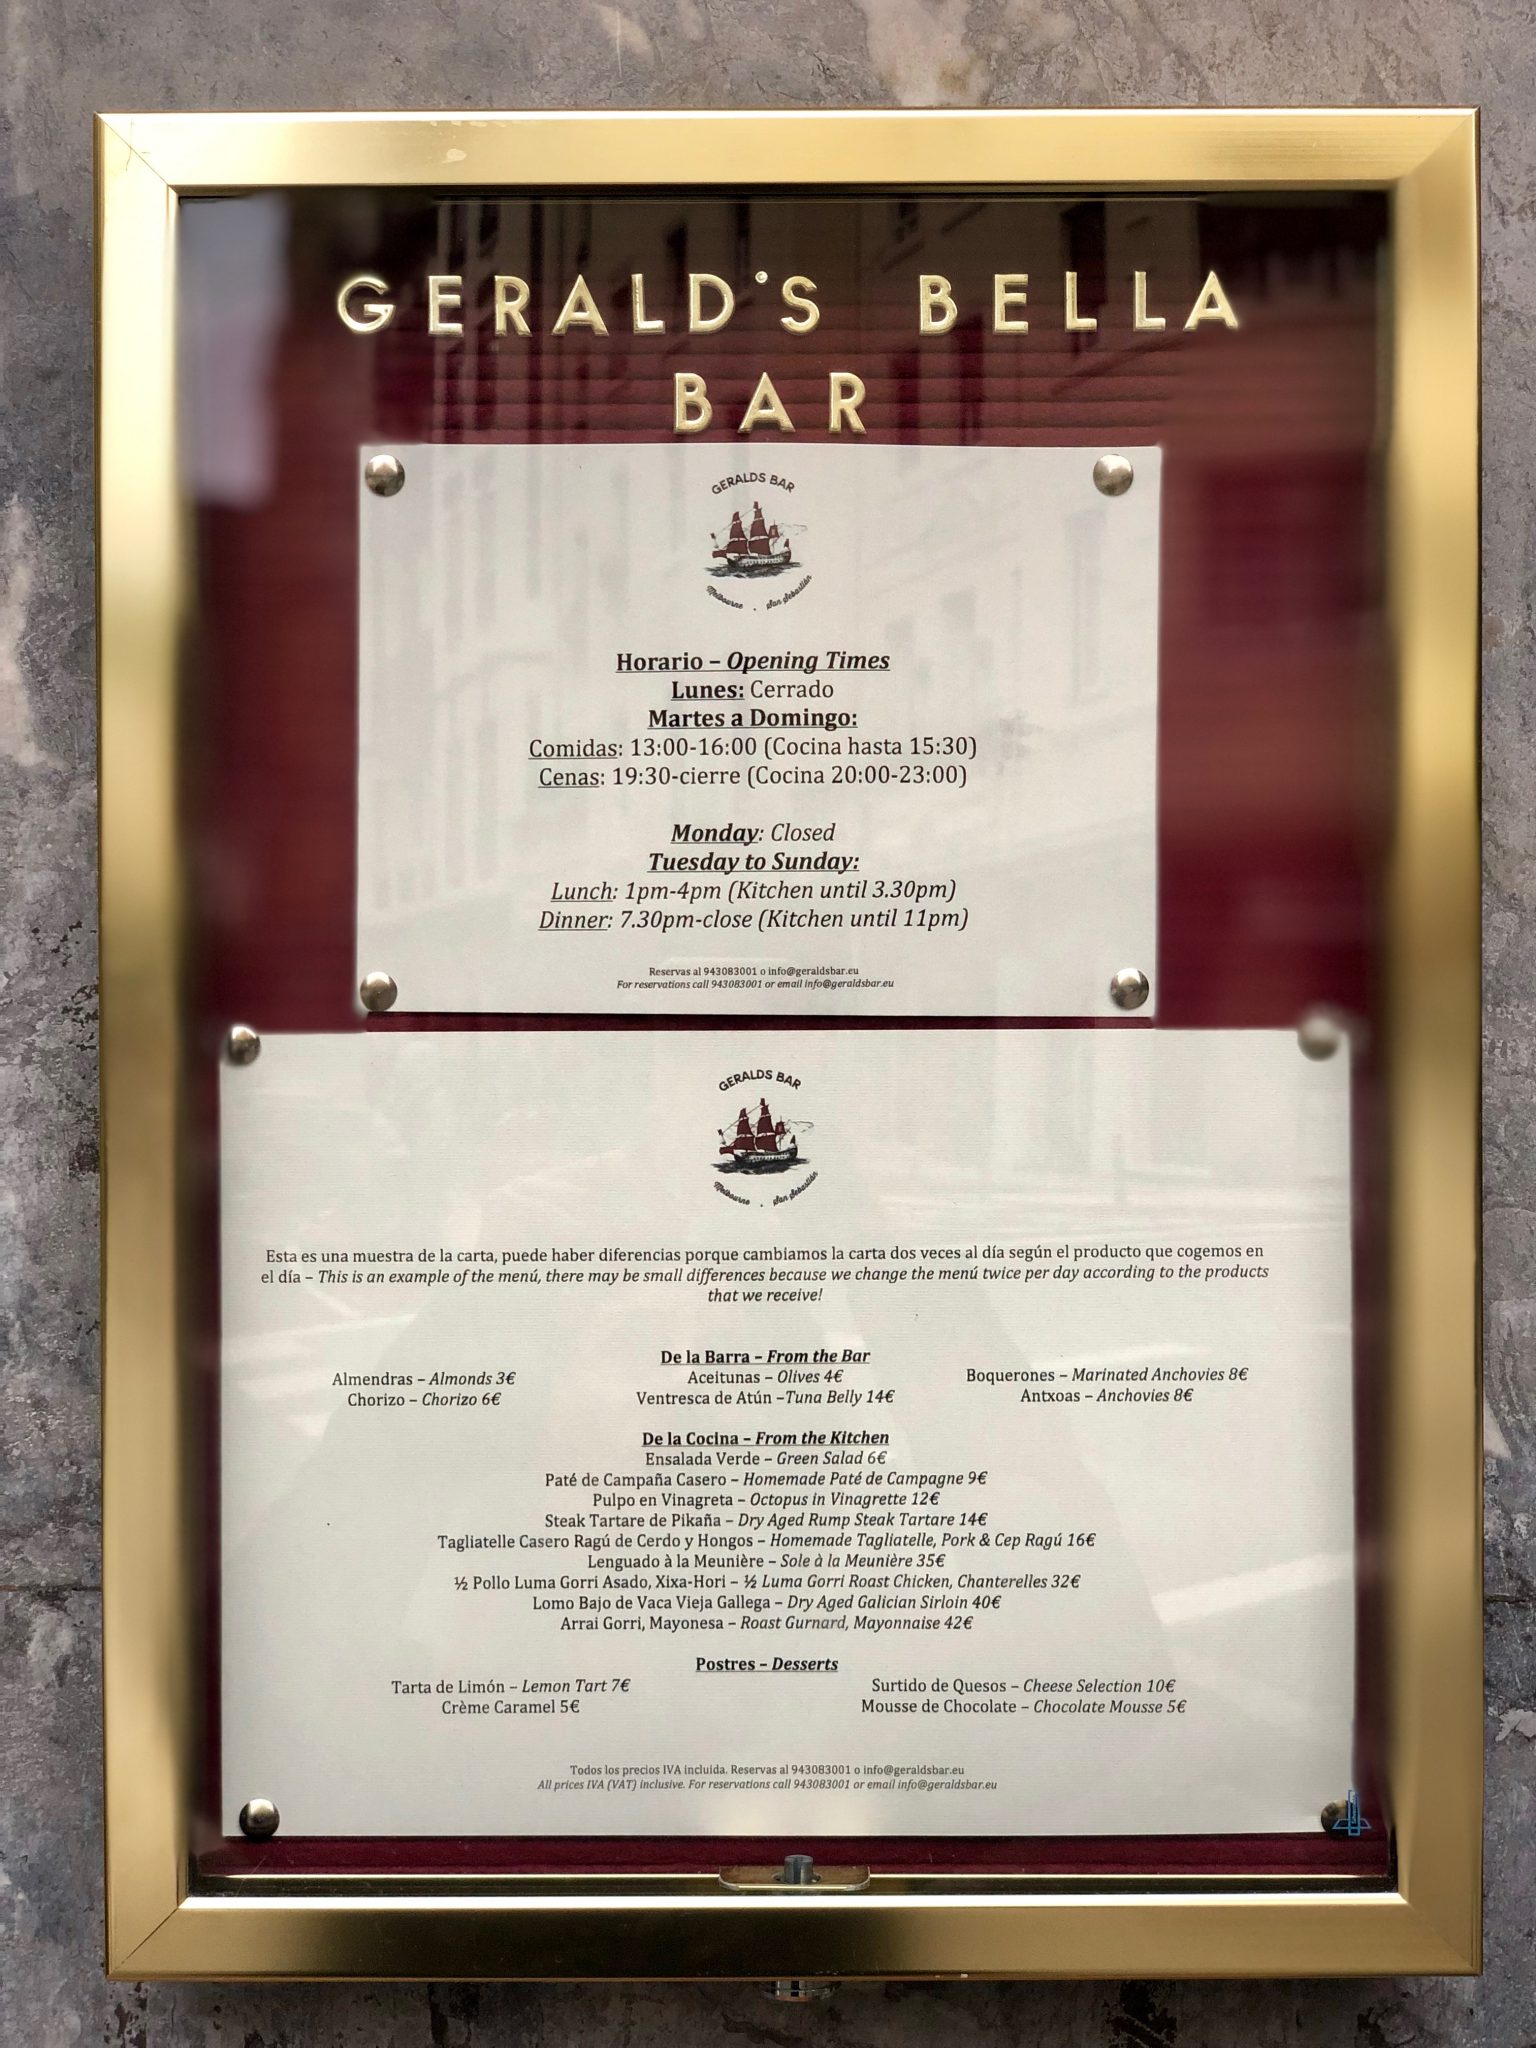 GERALD'S BELLA
BAR
GERALDS BAR
Melbourne · San Sebastián
Horario – Opening Times
Lunes: Cerrado
Martes a Domingo:
Comidas: 13:00-16:00 (Cocina hasta 15:30)
Cenas: 19:30-cierre (Cocina 20:00-23:00)
Monday: Closed
Tuesday to Sunday:
Lunch: 1pm-4pm (Kitchen until 3.30pm)
Dinner: 7.30pm-close (Kitchen until 11pm)
Reservas al 943083001 o info@geraldsbar.eu
For reservations call 943083001 or email info@geraldsbar.eu
GERALDS BAR
Melbourne · San Sebastián
Esta es una muestra de la carta, puede haber diferencias porque cambiamos la carta dos veces al día según el producto que cogemos en
el día – This is an example of the menú, there may be small differences because we change the menú twice per day according to the products
that we receive!
De la Barra – From the Bar
Almendras – Almonds 3€ Aceitunas – Olives 4€ Boquerones – Marinated Anchovies 8€
Chorizo – Chorizo 6€ Ventresca de Atún –Tuna Belly 14€ Antxoas – Anchovies 8€
De la Cocina – From the Kitchen
Ensalada Verde – Green Salad 6€
Paté de Campaña Casero – Homemade Paté de Campagne 9€
Pulpo en Vinagreta – Octopus in Vinagrette 12€
Steak Tartare de Pikaña – Dry Aged Rump Steak Tartare 14€
Tagliatelle Casero Ragú de Cerdo y Hongos – Homemade Tagliatelle, Pork & Cep Ragú 16€
Lenguado à la Meunière – Sole à la Meunière 35€
½ Pollo Luma Gorri Asado, Xixa-Hori – ½ Luma Gorri Roast Chicken, Chanterelles 32€
Lomo Bajo de Vaca Vieja Gallega – Dry Aged Galician Sirloin 40€
Arrai Gorri, Mayonesa – Roast Gurnard, Mayonnaise 42€
Postres – Desserts
Tarta de Limón – Lemon Tart 7€ Surtido de Quesos – Cheese Selection 10€
Crème Caramel 5€ Mousse de Chocolate – Chocolate Mousse 5€
Todos los precios IVA incluida. Reservas al 943083001 o info@geraldsbar.eu
All prices IVA (VAT) inclusive. For reservations call 943083001 or email info@geraldsbar.eu